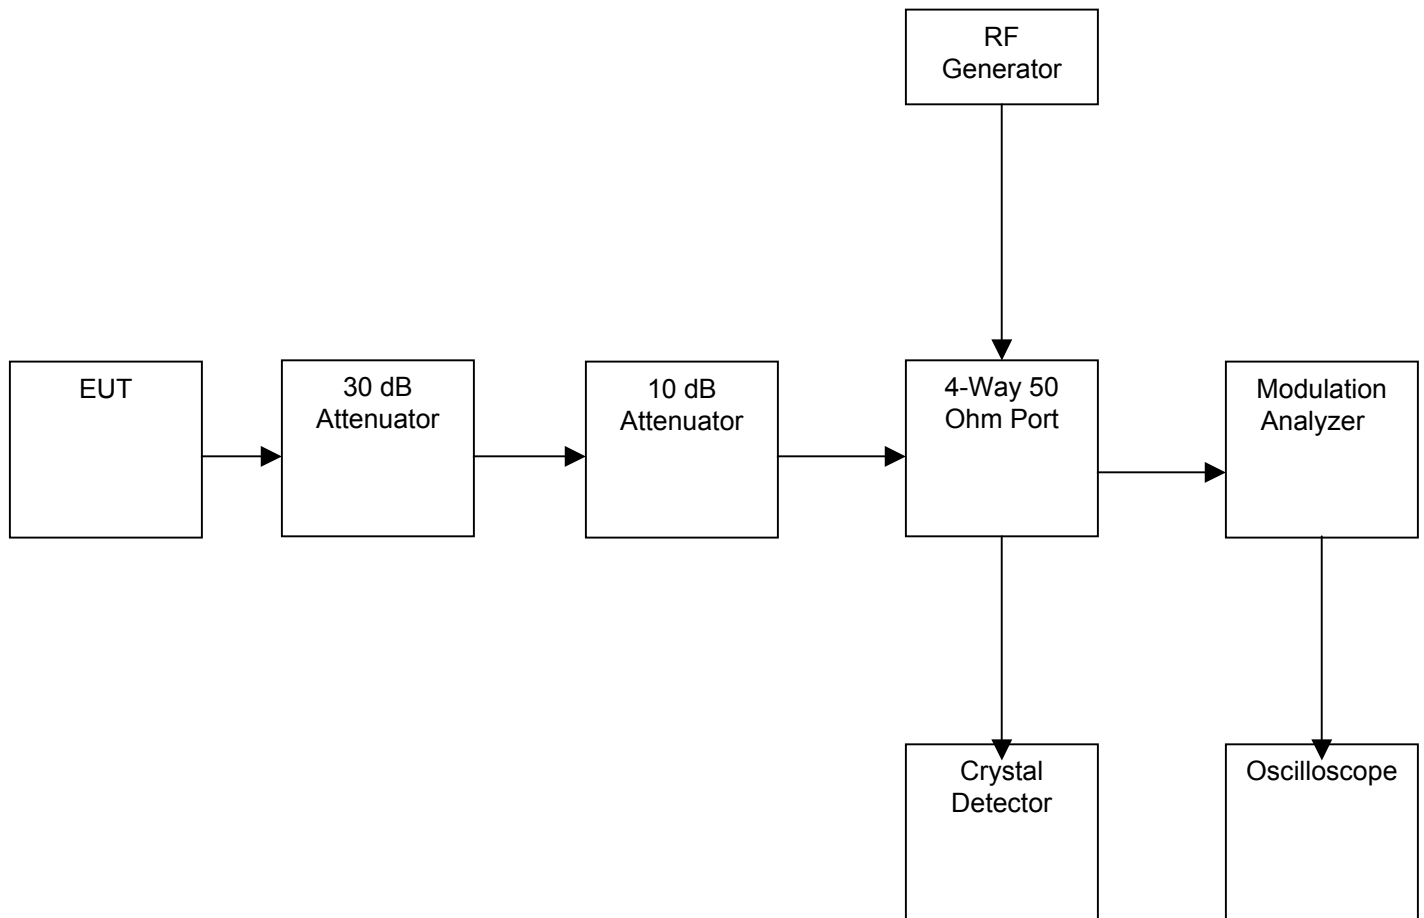 RF
Generator
EUT
30 dB
Attenuator
10 dB
Attenuator
4-Way 50
Ohm Port
Modulation
Analyzer
Crystal
Detector
Oscilloscope